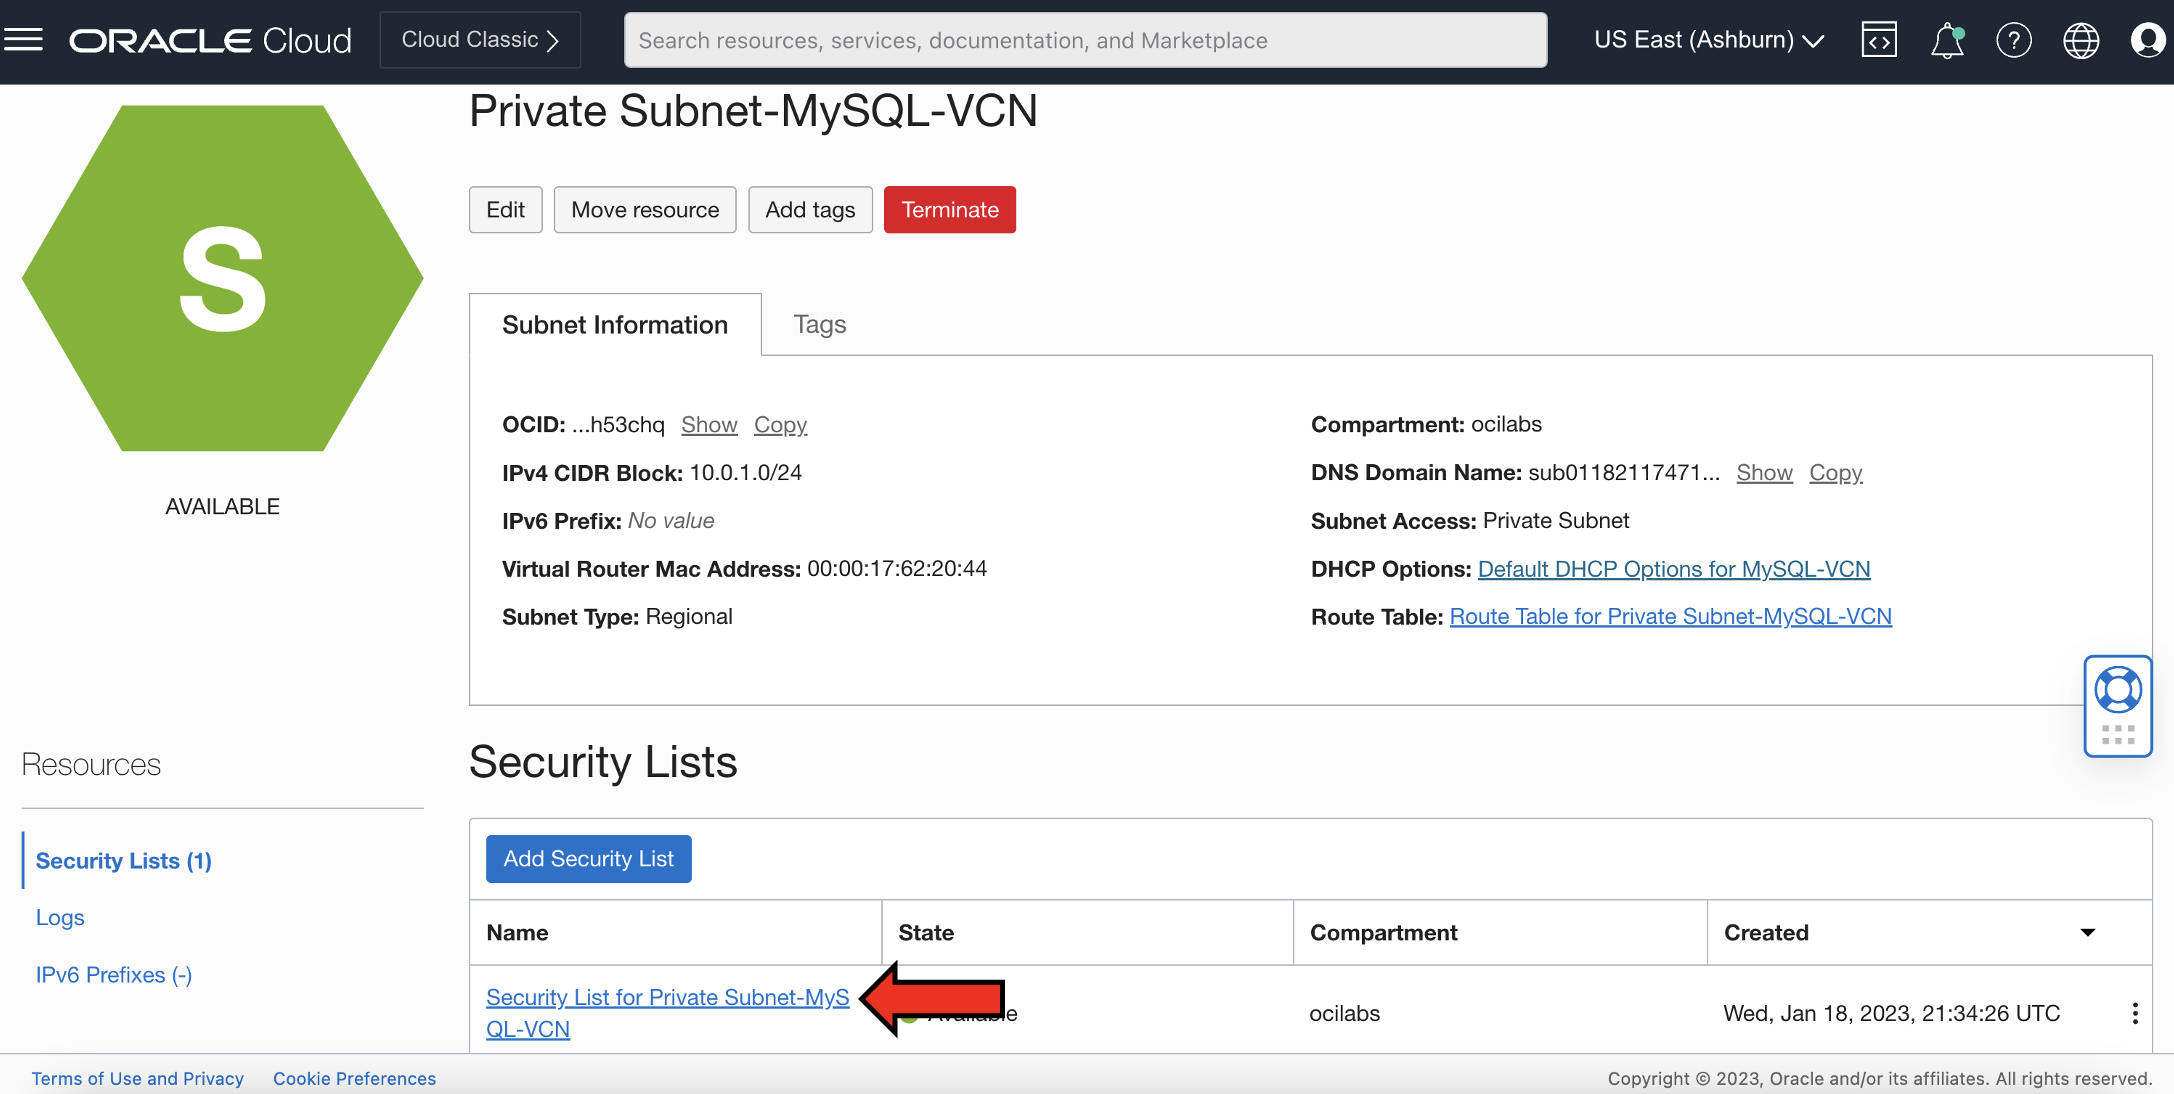 ORACLE Cloud
Cloud Classic
Search resources, services, documentation, and Marketplace
US East (Ashburn)
Private Subnet-MySQL-VCN
Edit
Move resource
Add tags
Terminate
S
AVAILABLE
Subnet Information
Tags
OCID: ...h53chq Show Copy
IPv4 CIDR Block: 10.0.1.0/24
IPv6 Prefix: No value
Virtual Router Mac Address: 00:00:17:62:20:44
Subnet Type: Regional
Compartment: ocilabs
DNS Domain Name: sub01182117471... Show Copy
Subnet Access: Private Subnet
DHCP Options: Default DHCP Options for MySQL-VCN
Route Table: Route Table for Private Subnet-MySQL-VCN
Resources
Security Lists (1)
Logs
IPv6 Prefixes (-)
Security Lists
Add Security List
Name State Compartment Created
Security List for Private Subnet-MyS
QL-VCN
Available
ocilabs
Wed, Jan 18, 2023, 21:34:26 UTC
Terms of Use and Privacy
Cookie Preferences
Copyright © 2023, Oracle and/or its affiliates. All rights reserved.